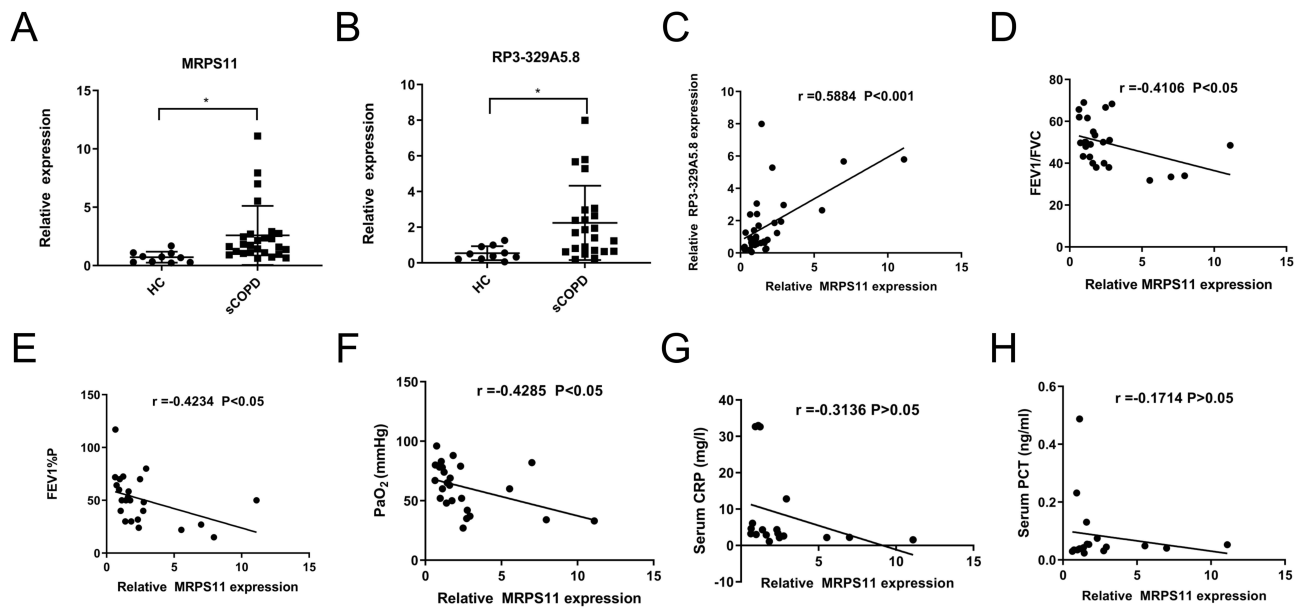 A
MRPS11
*
Relative expression
15
10
5
0
HC
sCOPD
B
RP3-329A5.8
*
Relative expression
10
8
6
4
2
0
HC
sCOPD
C
r =0.5884 P<0.001
Relative RP3-329A5.8 expression
10
8
6
4
2
0
0 5 10 15
Relative MRPS11 expression
D
r =-0.4106 P<0.05
FEV1/FVC
80
60
40
20
0
0 5 10 15
Relative MRPS11 expression
E
r =-0.4234 P<0.05
FEV1%P
150
100
50
0
0 5 10 15
Relative MRPS11 expression
F
r =-0.4285 P<0.05
PaO2 (mmHg)
150
100
50
0
0 5 10 15
Relative MRPS11 expression
G
r =-0.3136 P>0.05
Serum CRP (mg/l)
40
30
20
10
0
-10
5 10 15
Relative MRPS11 expression
H
r =-0.1714 P>0.05
Serum PCT (ng/ml)
0.6
0.4
0.2
0.0
0 5 10 15
Relative MRPS11 expression